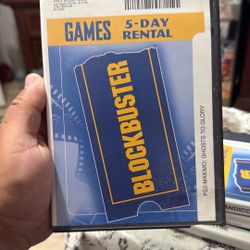 GAMES
5-DAY
RENTAL
BLOCKBUSTER
PS2-MAXIMO: GHOSTS TO GLORY